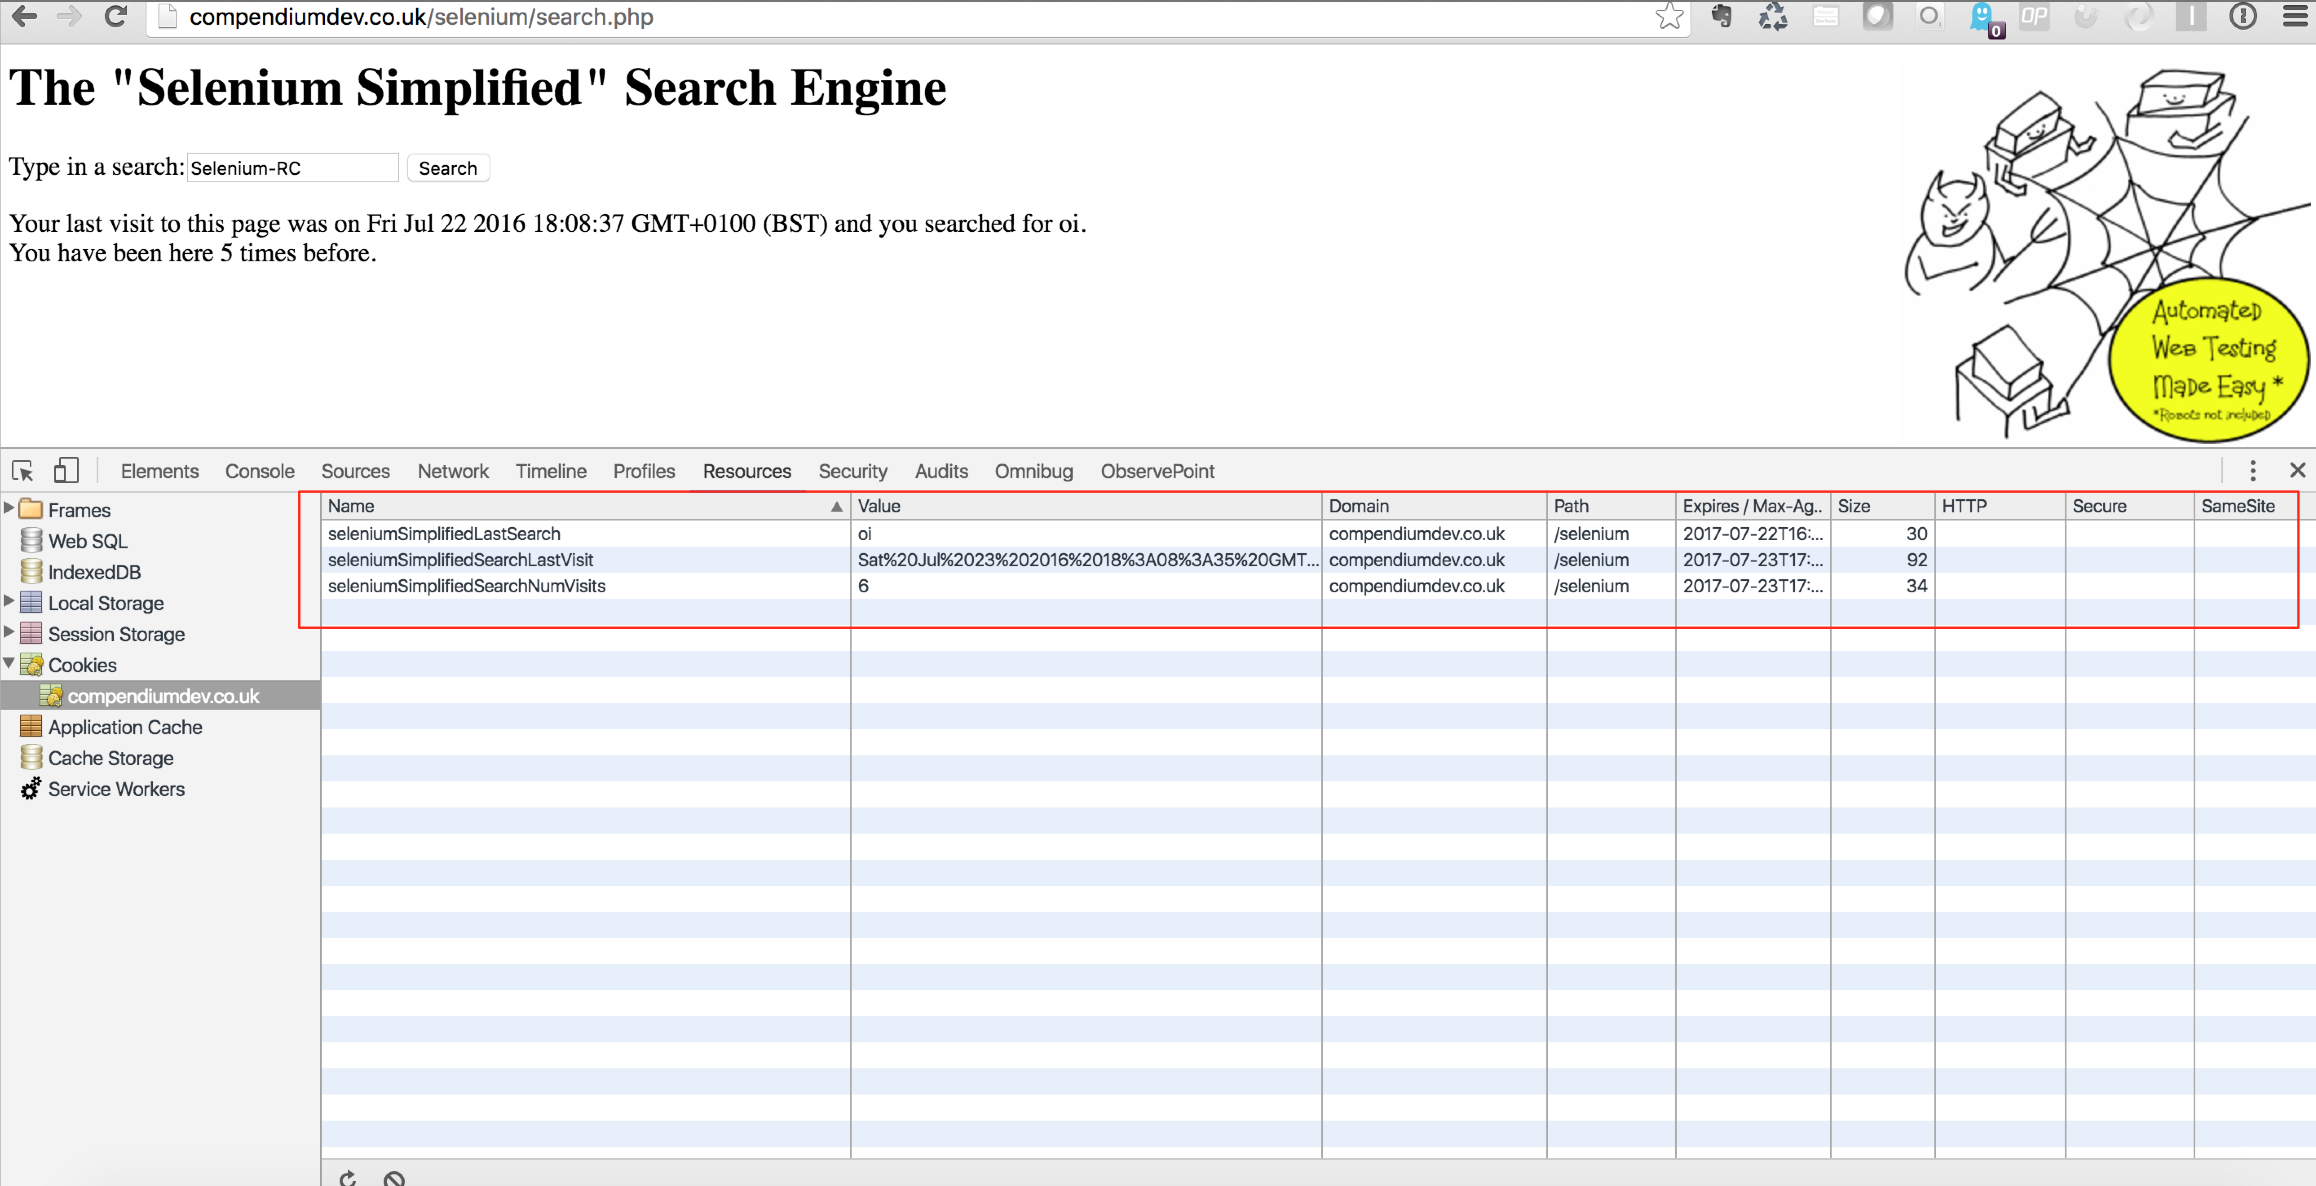 compendiumdev.co.uk/selenium/search.php
0
OP
The "Selenium Simplified" Search Engine
Type in a search: Selenium-RC Search
Your last visit to this page was on Fri Jul 22 2016 18:08:37 GMT+0100 (BST) and you searched for oi.
You have been here 5 times before.
Automated
Web Testing
Made Easy *
*Robots not included
Elements Console Sources Network Timeline Profiles Resources Security Audits Omnibug ObservePoint
Frames
Web SQL
IndexedDB
Local Storage
Session Storage
Cookies
compendiumdev.co.uk
Application Cache
Cache Storage
Service Workers
Name Value Domain Path Expires / Max-Ag... Size HTTP Secure SameSite
seleniumSimplifiedLastSearch oi compendiumdev.co.uk /selenium 2017-07-22T16:... 30
seleniumSimplifiedSearchLastVisit Sat%20Jul%2023%202016%2018%3A08%3A35%20GMT... compendiumdev.co.uk /selenium 2017-07-23T17:... 92
seleniumSimplifiedSearchNumVisits 6 compendiumdev.co.uk /selenium 2017-07-23T17:... 34